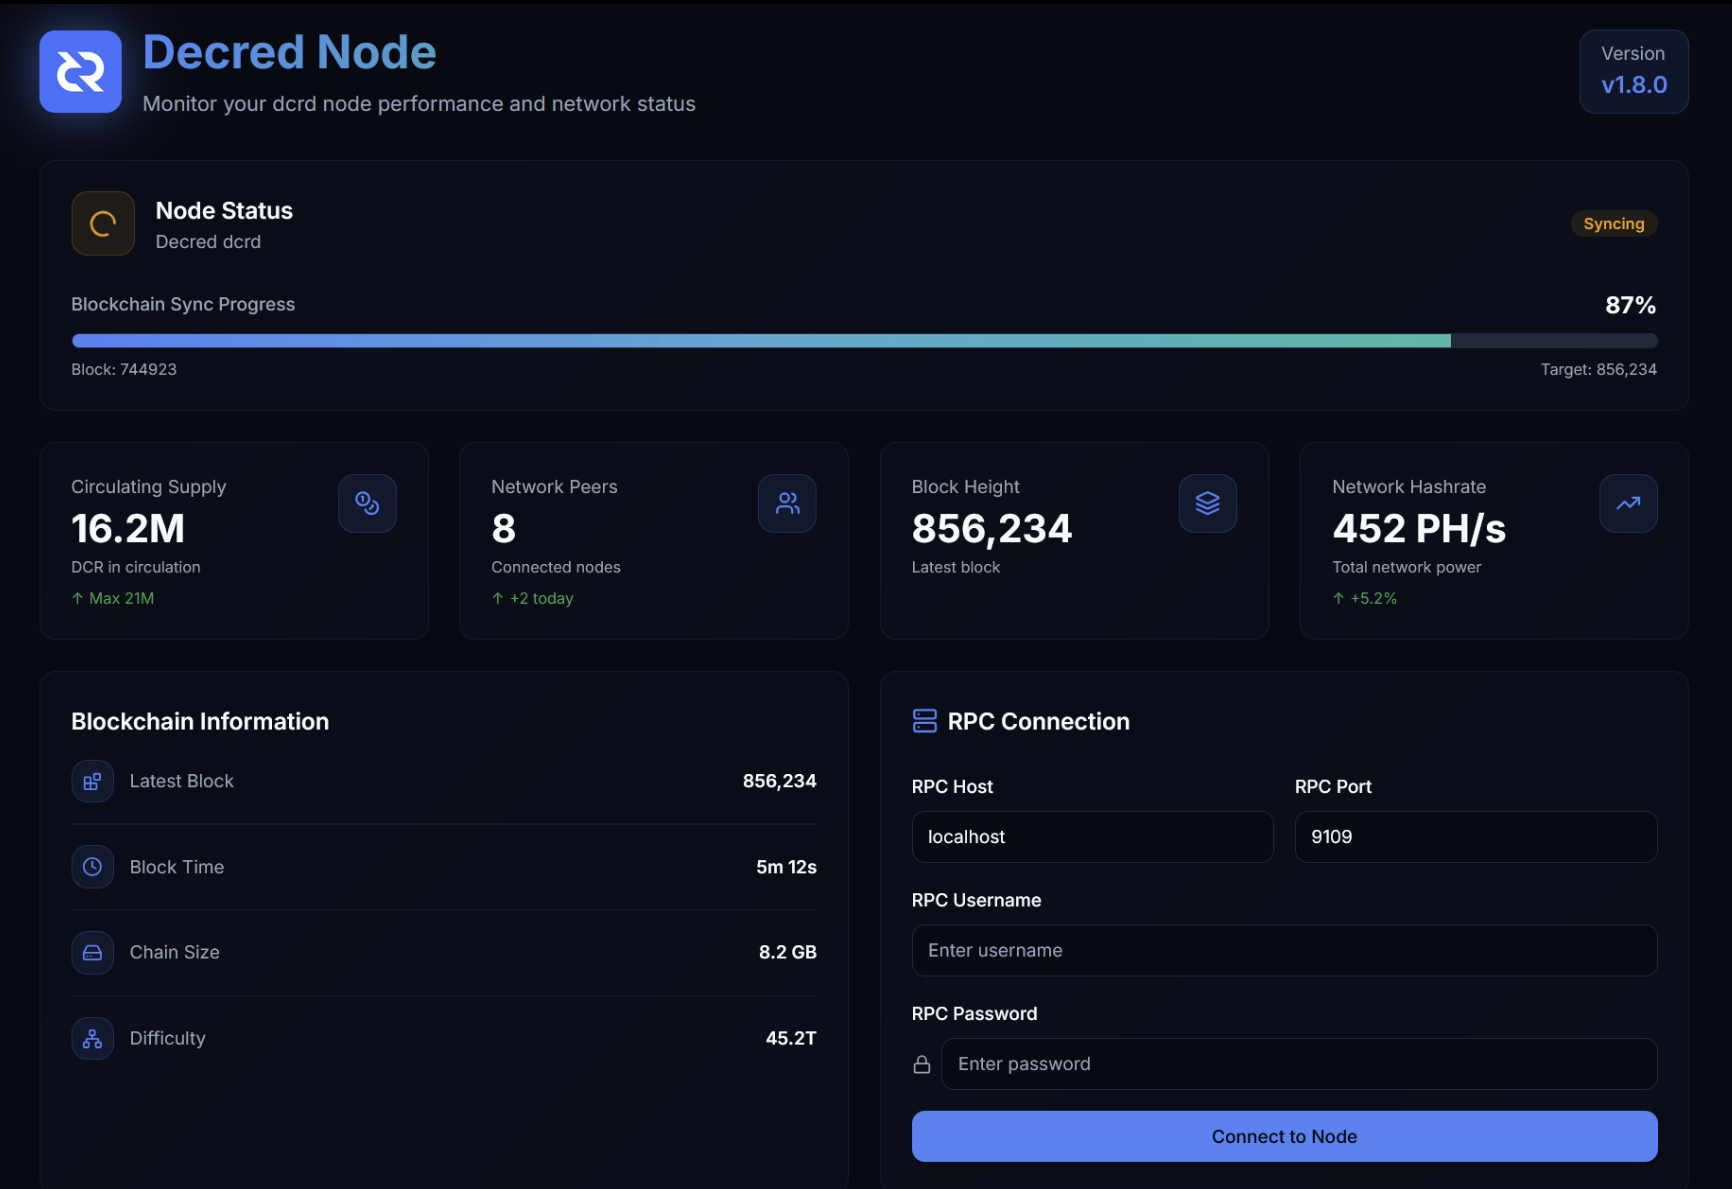 Decred Node
Monitor your dcrd node performance and network status
Version
v1.8.0
Node Status
Decred dcrd
Syncing
Blockchain Sync Progress
87%
Block: 744923
Target: 856,234
Circulating Supply
16.2M
DCR in circulation
↑ Max 21M
Network Peers
8
Connected nodes
↑ +2 today
Block Height
856,234
Latest block
Network Hashrate
452 PH/s
Total network power
↑ +5.2%
Blockchain Information
Latest Block
856,234
Block Time
5m 12s
Chain Size
8.2 GB
Difficulty
45.2T
RPC Connection
RPC Host
RPC Port
localhost
9109
RPC Username
Enter username
RPC Password
Enter password
Connect to Node